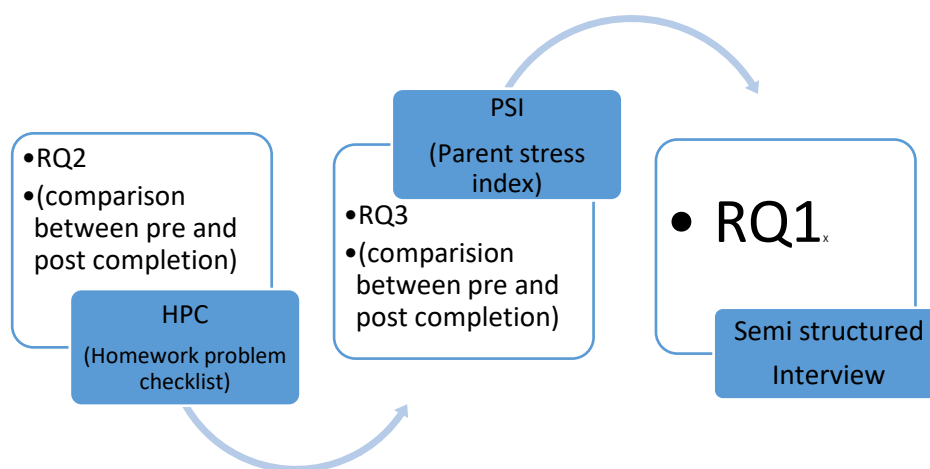 •RQ2
•(comparison
between pre and
post completion)
HPC
(Homework problem
checklist)
PSI
(Parent stress
index)
•RQ3
•(comparision
between pre and
post completion)
• RQ1x
Semi structured
Interview